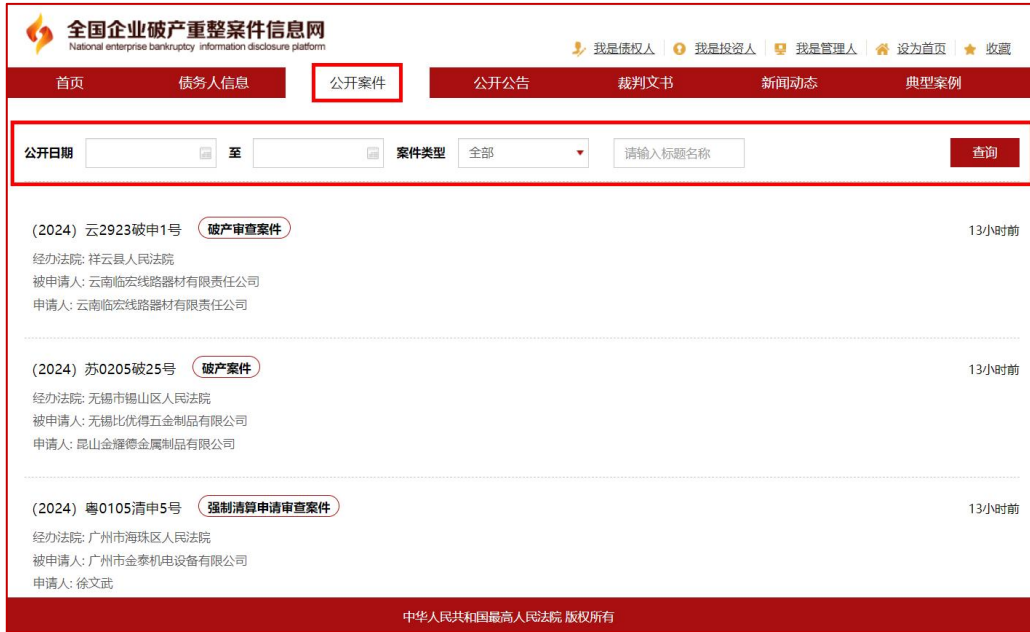 全国企业破产重整案件信息网
National enterprise bankruptcy information disclosure platform
我是债权人 我是投资人 我是管理人 设为首页 收藏
首页 债务人信息 公开案件 公开公告 裁判文书 新闻动态 典型案例
公开日期 至 案件类型 全部 请输入标题名称 查询
(2024) 云2923破申1号 破产审查案件 13小时前
经办法院: 祥云县人民法院
被申请人: 云南临宏线路器材有限责任公司
申请人: 云南临宏线路器材有限责任公司
(2024) 苏0205破25号 破产案件 13小时前
经办法院: 无锡市锡山区人民法院
被申请人: 无锡比优得五金制品有限公司
申请人: 昆山金耀德金属制品有限公司
(2024) 粤0105清申5号 强制清算申请审查案件 13小时前
经办法院: 广州市海珠区人民法院
被申请人: 广州市金泰机电设备有限公司
申请人: 徐文武
中华人民共和国最高人民法院 版权所有